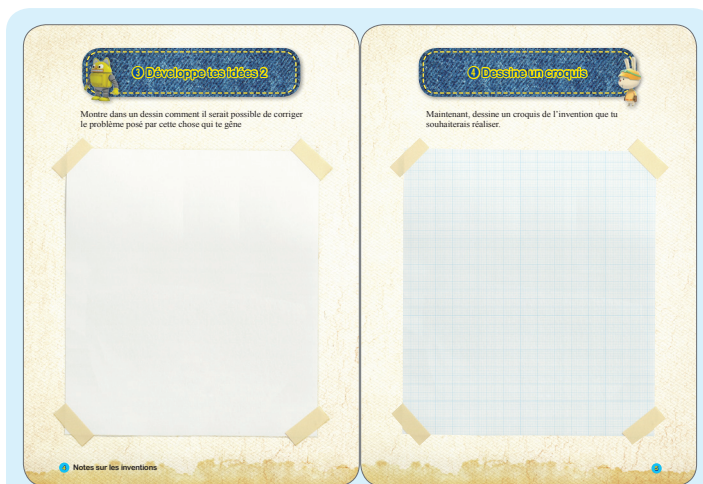 ③ Développe tes idées 2
Montre dans un dessin comment il serait possible de corriger
le problème posé par cette chose qui te gêne
Notes sur les inventions
④ Dessine un croquis
Maintenant, dessine un croquis de l’invention que tu
souhaiterais réaliser.